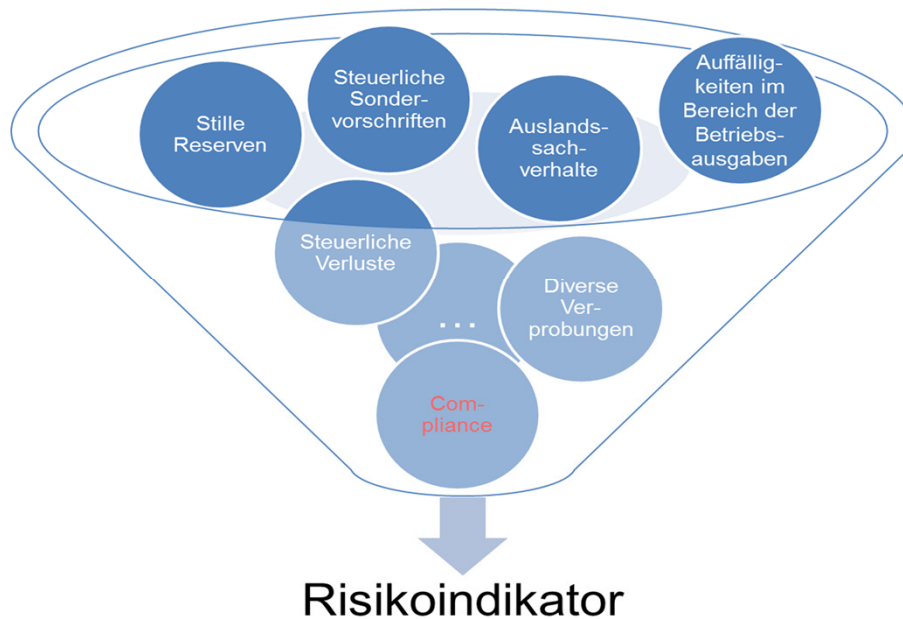 Stille
Reserven
Steuerliche
Sonder-
vorschriften
Auslands-
sach-
verhalte
Auffällig-
keiten im
Bereich der
Betriebs-
ausgaben
Steuerliche
Verluste
...
Diverse
Ver-
probungen
Com-
pliance
Risikoindikator